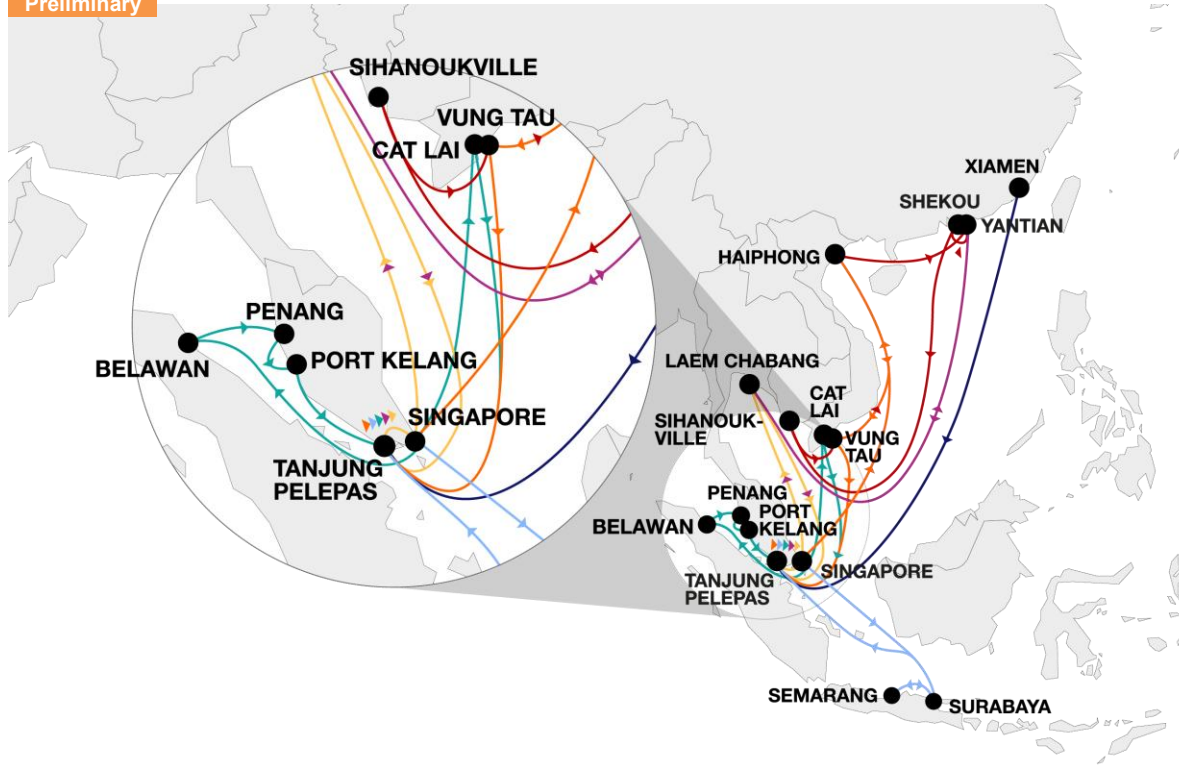 Preliminary
SIHANOUKVILLE
VUNG TAU
CAT LAI
PENANG
BELAWAN
PORT KELANG
SINGAPORE
TANJUNG
PELEPAS
XIAMEN
SHEKOU
YANTIAN
HAIPHONG
LAEM CHABANG
CAT
LAI
SIHANOUK-
VILLE
VUNG
TAU
PENANG
PORT
KELANG
BELAWAN
TANJUNG
PELEPAS
SINGAPORE
SEMARANG
SURABAYA